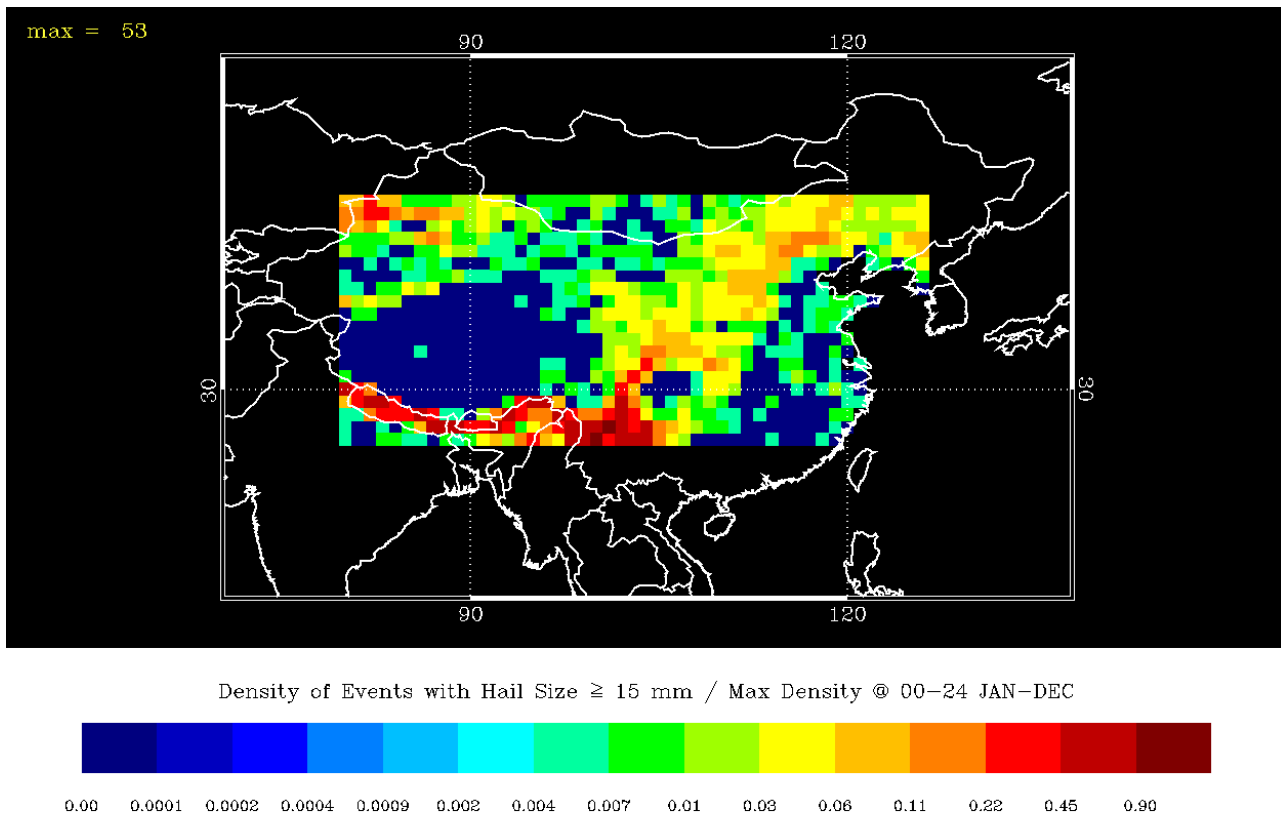 max = 53
90 120
30 30
90 120
Density of Events with Hail Size ≧ 15 mm / Max Density @ 00-24 JAN-DEC
0.00 0.0001 0.0002 0.0004 0.0009 0.002 0.004 0.007 0.01 0.03 0.06 0.11 0.22 0.45 0.90